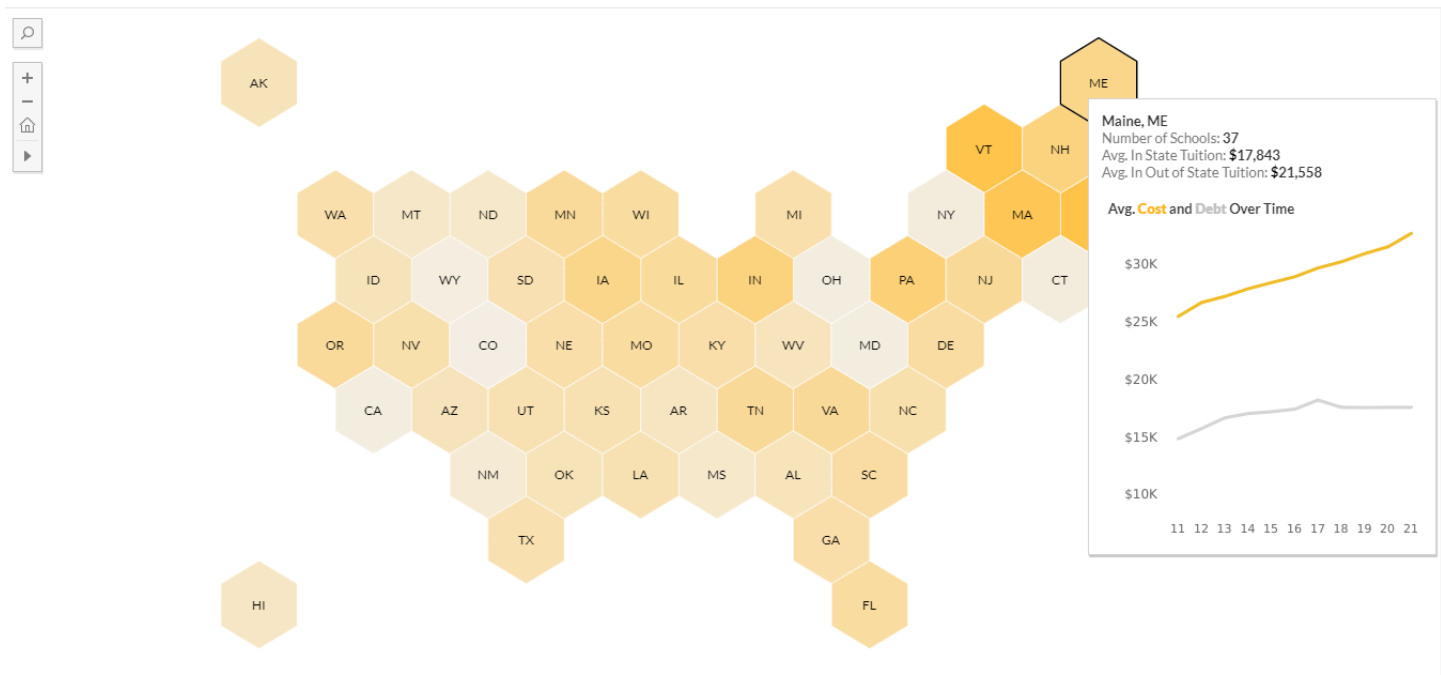 AK
ME
Maine, ME
Number of Schools: 37
Avg. In State Tuition: $17,843
Avg. In Out of State Tuition: $21,558
Avg. Cost and Debt Over Time
$30K
$25K
$20K
$15K
$10K
11 12 13 14 15 16 17 18 19 20 21
VT NH
WA MT ND MN WI MI NY MA
ID WY SD IA IL IN OH PA NJ CT
OR NV CO NE MO KY WV MD DE
CA AZ UT KS AR TN VA NC
NM OK LA MS AL SC
TX GA
HI FL